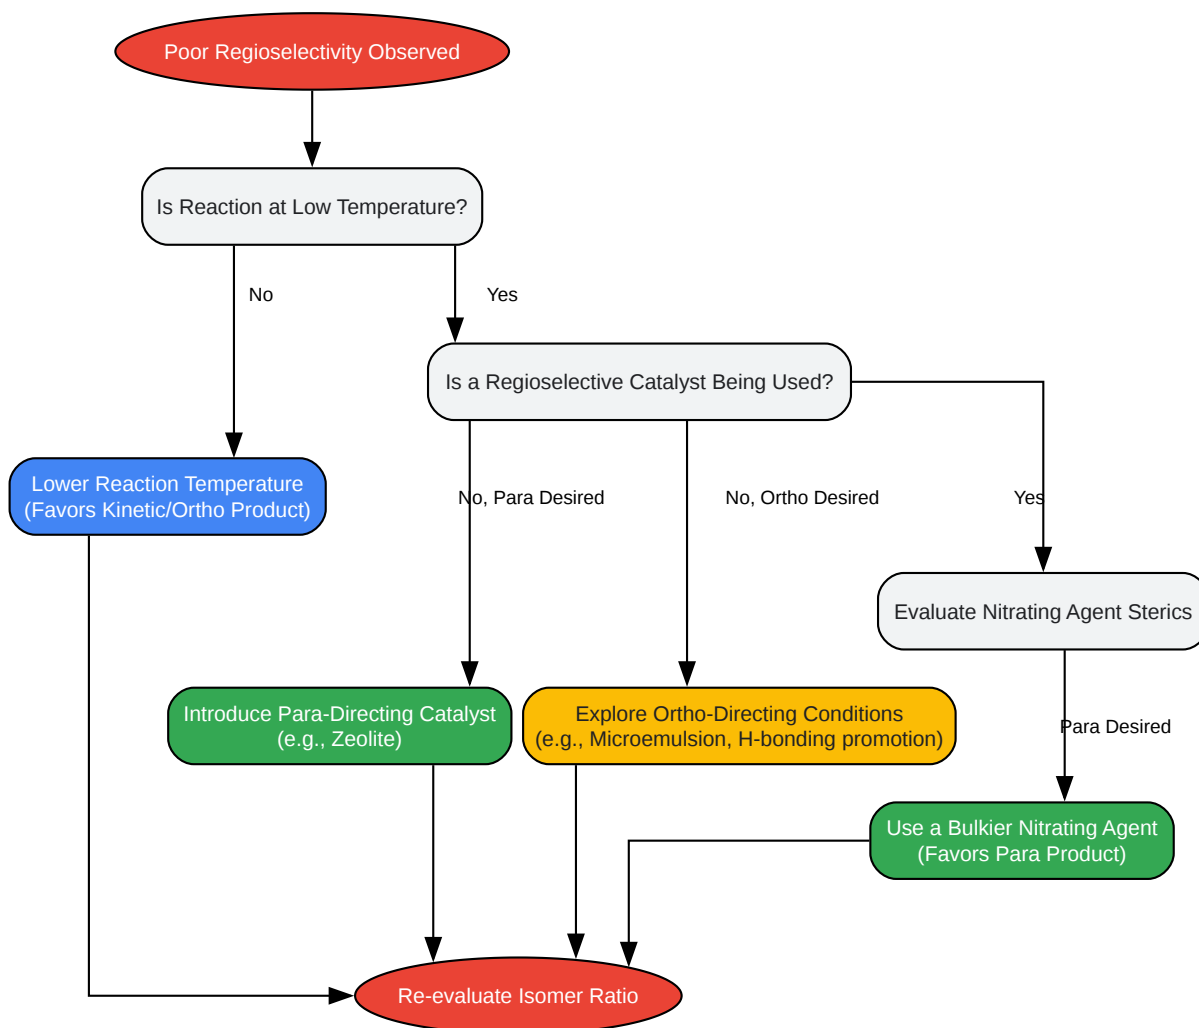 Poor Regioselectivity Observed
Is Reaction at Low Temperature?
No
Yes
Is a Regioselective Catalyst Being Used?
Lower Reaction Temperature
(Favors Kinetic/Ortho Product)
No, Para Desired
No, Ortho Desired
Yes
Evaluate Nitrating Agent Sterics
Introduce Para-Directing Catalyst
(e.g., Zeolite)
Explore Ortho-Directing Conditions
(e.g., Microemulsion, H-bonding promotion)
Para Desired
Use a Bulkier Nitrating Agent
(Favors Para Product)
Re-evaluate Isomer Ratio